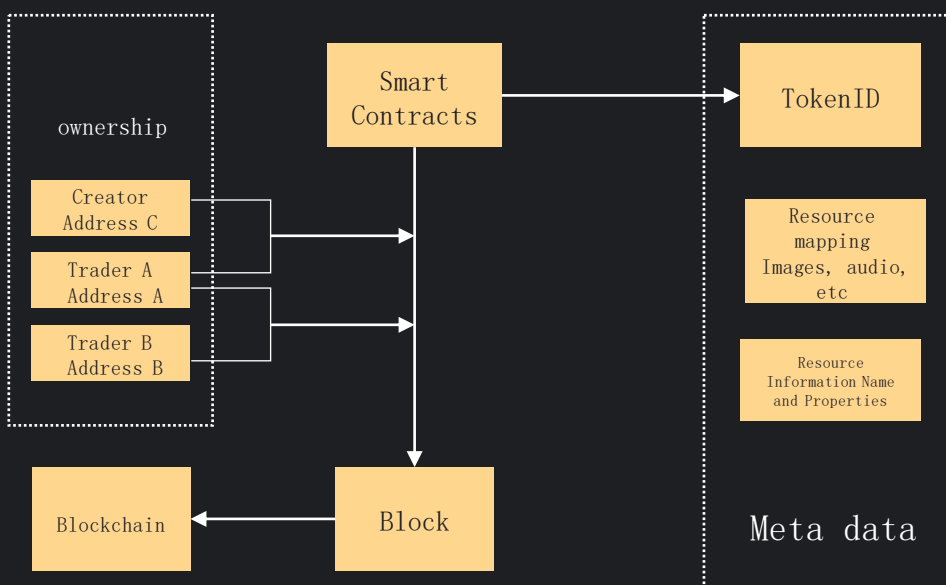 ownership
Creator
Address C
Trader A
Address A
Trader B
Address B
Smart
Contracts
Block
Blockchain
TokenID
Resource
mapping
Images, audio,
etc
Resource
Information Name
and Properties
Meta data